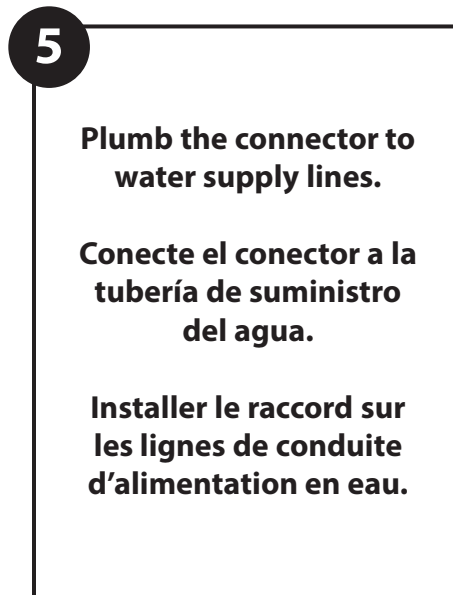 5
Plumb the connector to
water supply lines.
Conecte el conector a la
tubería de suministro
del agua.
Installer le raccord sur
les lignes de conduite
d’alimentation en eau.